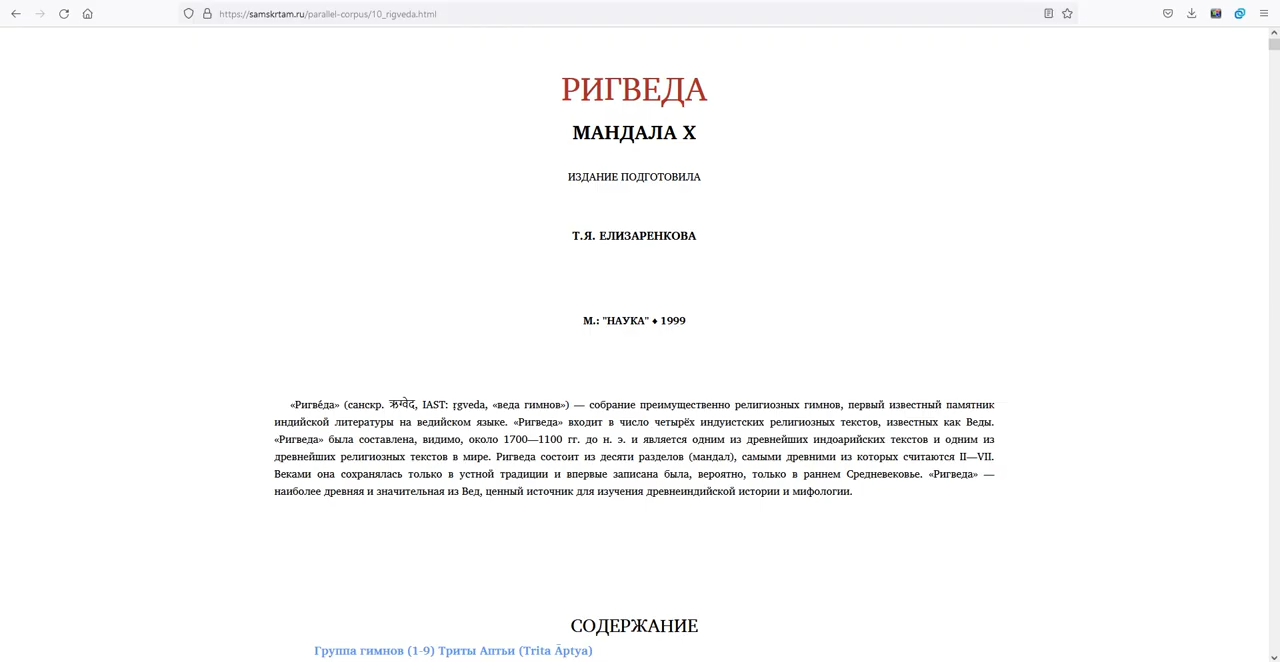 https://samskrtam.ru/parallel-corpus/10_rigveda.html
РИГВЕДА
МАНДАЛА X
ИЗДАНИЕ ПОДГОТОВИЛА
Т.Я. ЕЛИЗАРЕНКОВА
М.: "НАУКА" ♦ 1999
«Ригве́да» (санскр. ऋग्वेद, IAST: ṛgveda, «веда гимнов») — собрание преимущественно религиозных гимнов, первый известный памятник
индийской литературы на ведийском языке. «Ригведа» входит в число четырёх индуистских религиозных текстов, известных как Веды.
«Ригведа» была составлена, видимо, около 1700—1100 гг. до н. э. и является одним из древнейших индоарийских текстов и одним из
древнейших религиозных текстов в мире. Ригведа состоит из десяти разделов (мандал), самыми древними из которых считаются II—VII.
Веками она сохранялась только в устной традиции и впервые записана была, вероятно, только в раннем Средневековье. «Ригведа» —
наиболее древняя и значительная из Вед, ценный источник для изучения древнеиндийской истории и мифологии.
СОДЕРЖАНИЕ
Группа гимнов (1-9) Триты Аптьи (Trita Āptya)